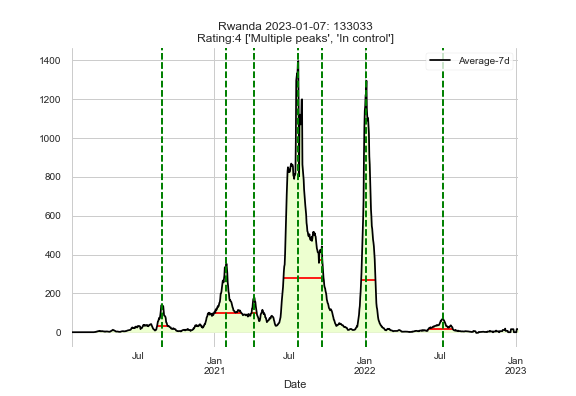 Rwanda 2023-01-07: 133033
Rating:4 ['Multiple peaks', 'In control']
Average-7d
1400
1200
1000
800
600
400
200
0
Jul
Jan
2021
Jul
Jan
2022
Jul
Jan
2023
Date